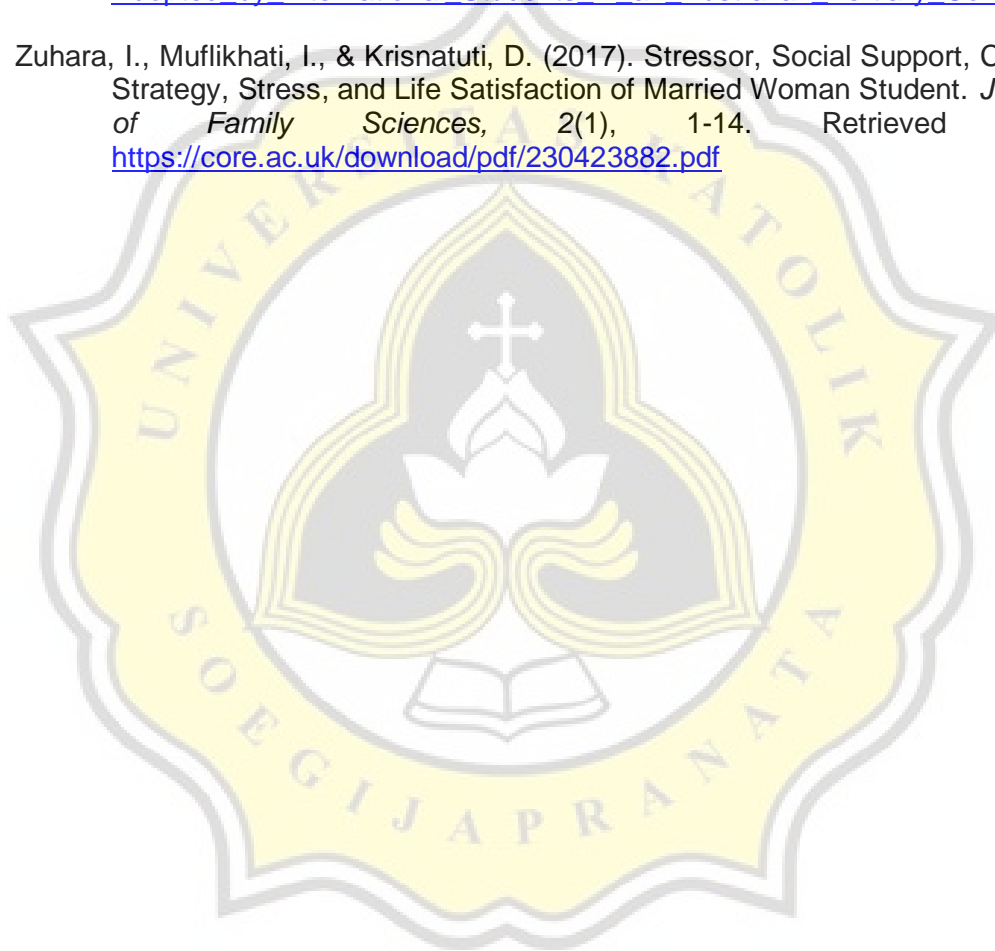 Zuhara, I., Muflikhati, I., & Krisnatuti, D. (2017). Stressor, Social Support, C
Strategy, Stress, and Life Satisfaction of Married Woman Student. J
of Family Sciences, 2(1), 1-14. Retrieved
https://core.ac.uk/download/pdf/230423882.pdf
UNIVERSITAS KATOLIK
SOEGIJAPRANATA